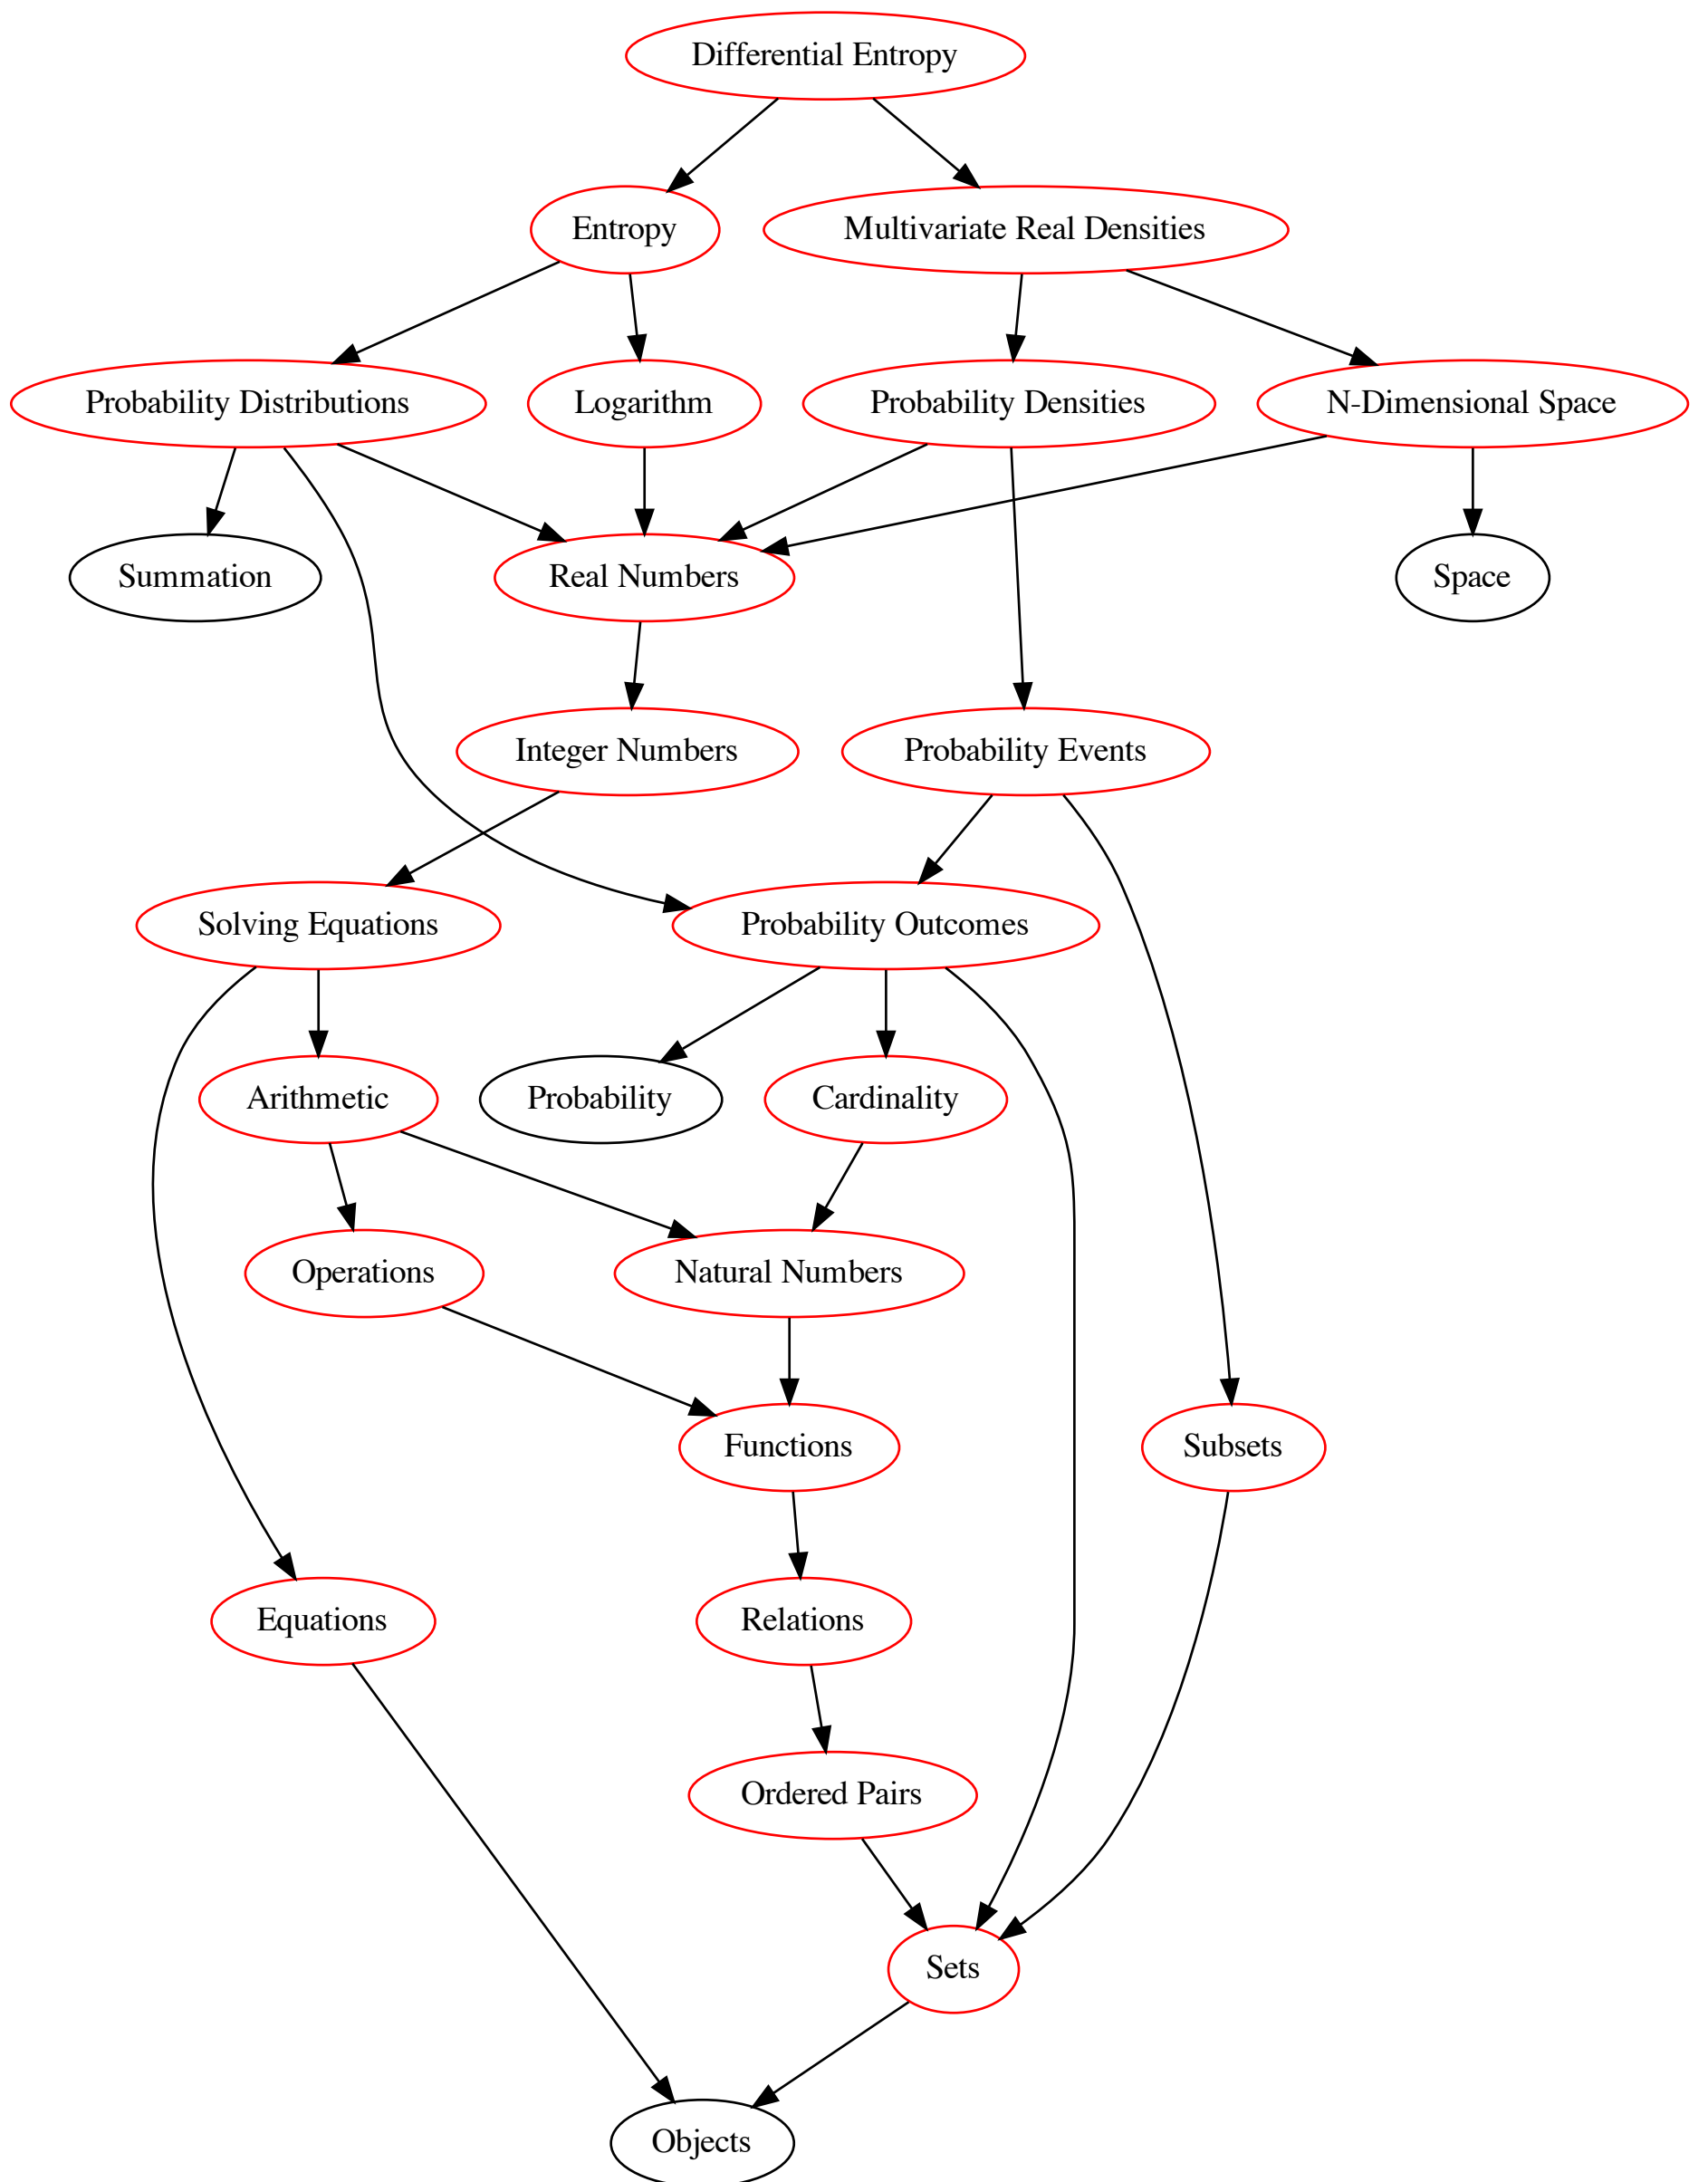 Differential Entropy
Entropy
Multivariate Real Densities
Probability Distributions
Logarithm
Probability Densities
N-Dimensional Space
Summation
Real Numbers
Space
Integer Numbers
Probability Events
Solving Equations
Probability Outcomes
Arithmetic
Probability
Cardinality
Operations
Natural Numbers
Functions
Subsets
Equations
Relations
Ordered Pairs
Sets
Objects